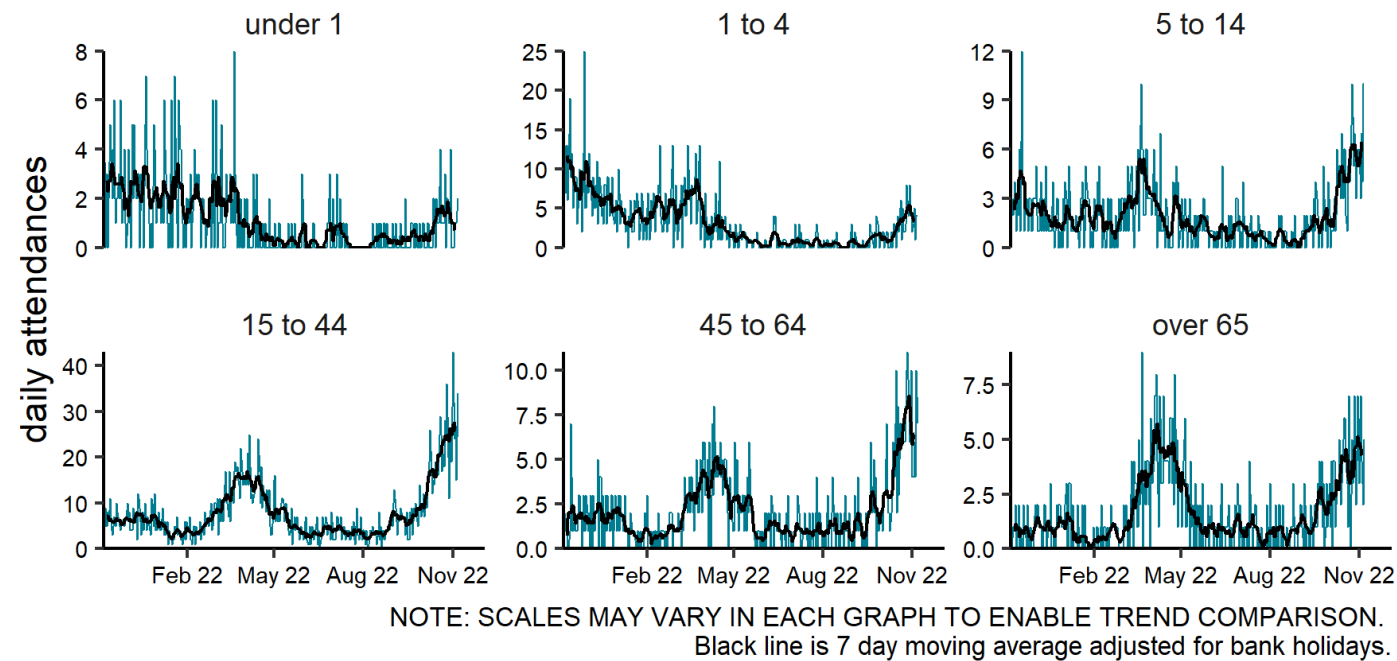 under 1
1 to 4
5 to 14
8
6
4
2
0
25
20
15
10
5
0
12
9
6
3
0
daily attendances
15 to 44
45 to 64
over 65
40
30
20
10
0
10.0
7.5
5.0
2.5
0.0
7.5
5.0
2.5
0.0
Feb 22 May 22 Aug 22 Nov 22
Feb 22 May 22 Aug 22 Nov 22
Feb 22 May 22 Aug 22 Nov 22
NOTE: SCALES MAY VARY IN EACH GRAPH TO ENABLE TREND COMPARISON.
Black line is 7 day moving average adjusted for bank holidays.